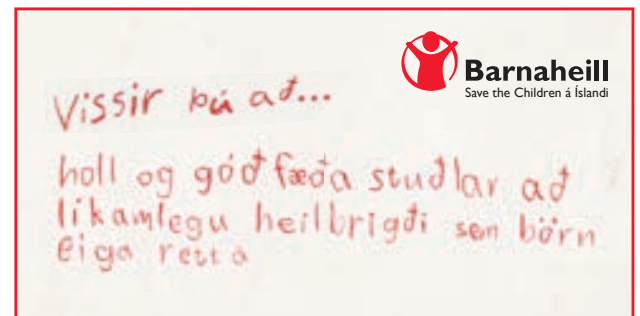 Barnaheill
Save the Children á Íslandi
Vissir þú að...
holl og góð fæða stuðlar að
líkamlegu heilbrigði sem börn
eiga rétt á